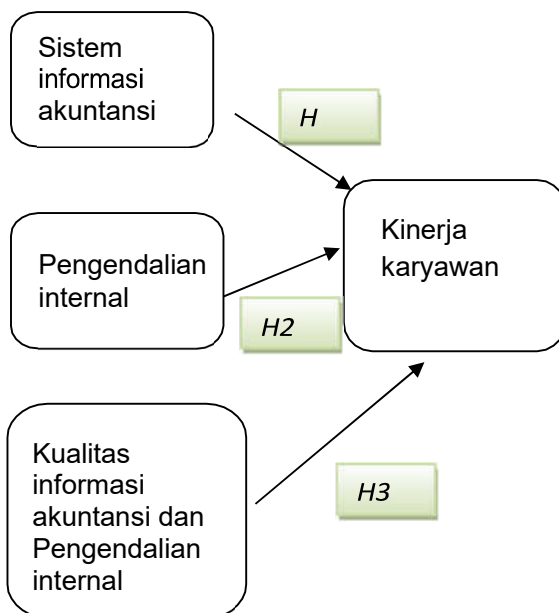 Sistem
informasi
akuntansi
H
Pengendalian
internal
Kinerja
karyawan
H2
Kualitas
informasi
akuntansi dan
Pengendalian
internal
H3